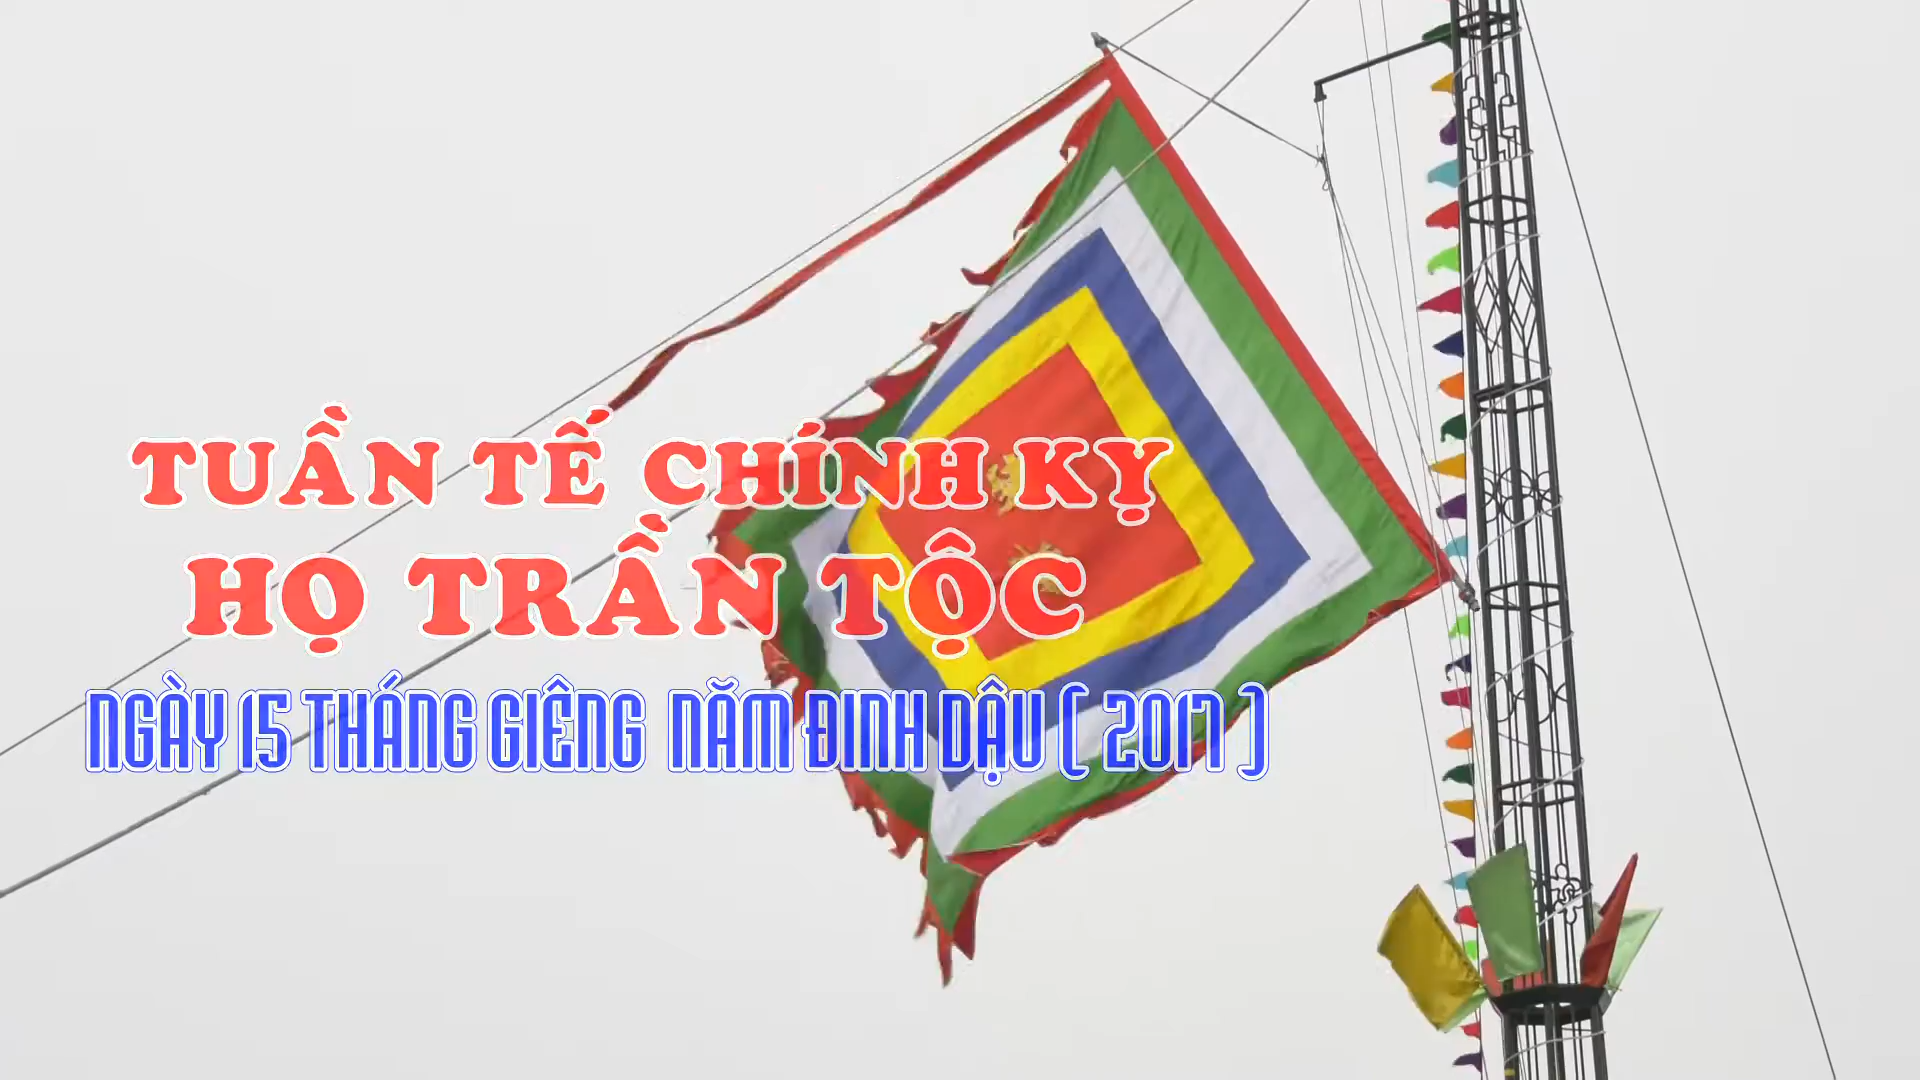 TUẦN TẾ CHÍNH KỴ
HỌ TRẦN TỘC
NGÀY 15 THÁNG GIÊNG NĂM ĐINH DẬU ( 2017 )